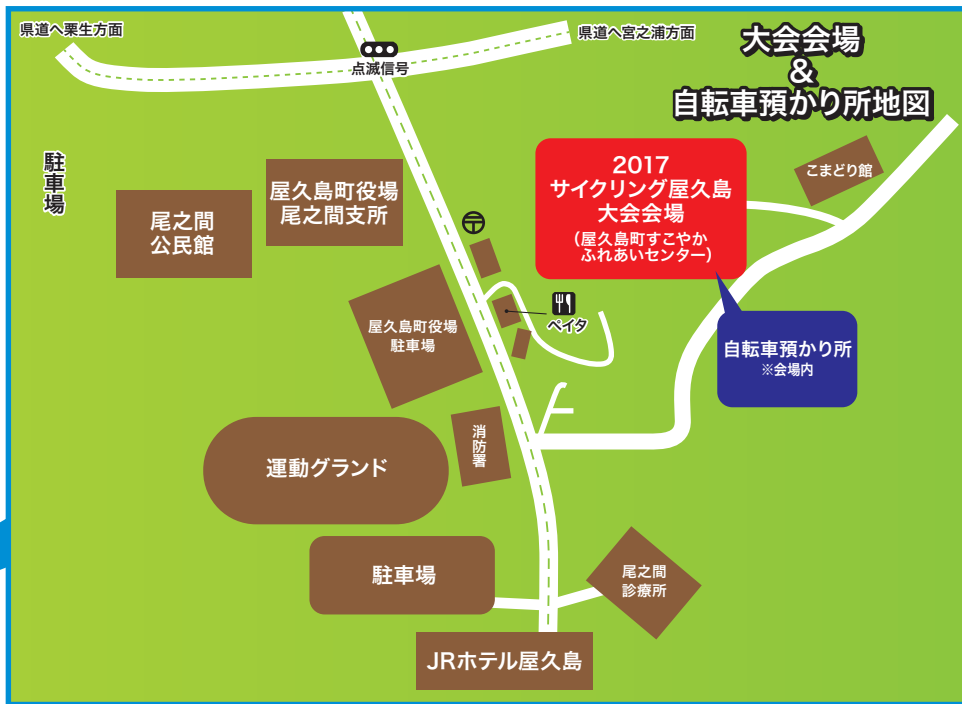 県道へ栗生方面
点滅信号
県道へ宮之浦方面
大会会場
&
自転車預かり所地図
駐車場
尾之間
公民館
屋久島町役場
尾之間支所
2017
サイクリング屋久島
大会会場
(屋久島町すこやか
ふれあいセンター)
こまどり館
ペイタ
屋久島町役場
駐車場
自転車預かり所
※会場内
消防署
運動グランド
駐車場
尾之間
診療所
JRホテル屋久島